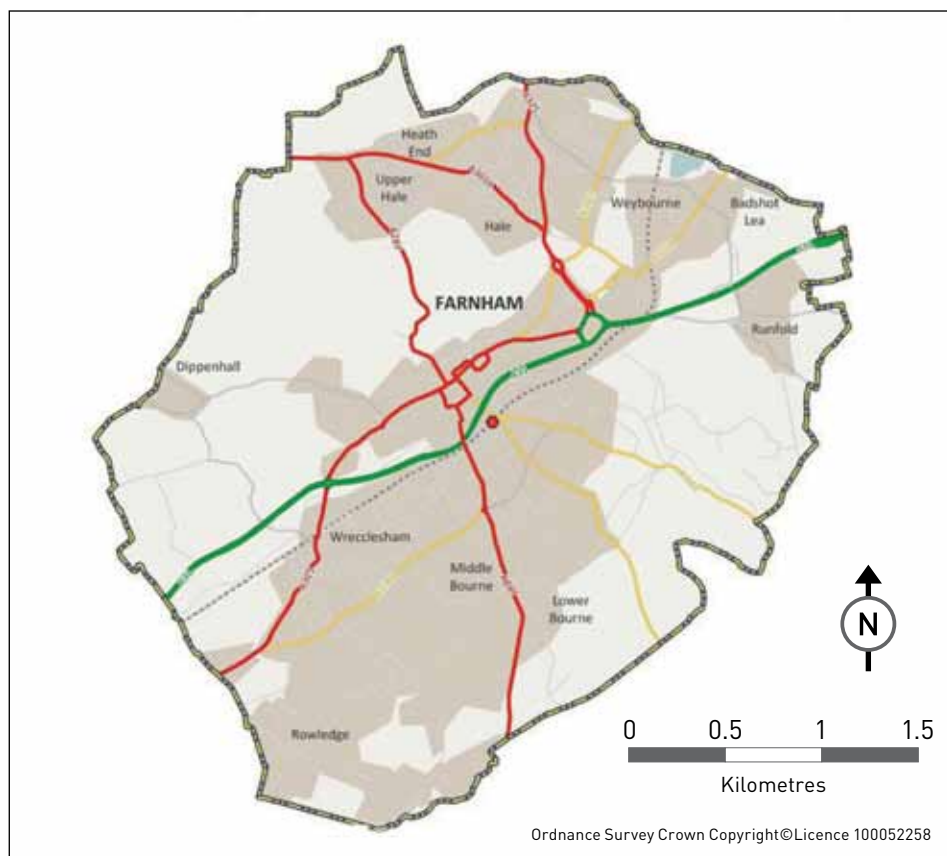 Heath
End
Upper
Hale
Hale
Weybourne
Badshot
Lea
FARNHAM
Runfold
Dippenhall
Wrecclesham
Middle
Bourne
Lower
Bourne
Rowledge
N
0 0.5 1 1.5
Kilometres
Ordnance Survey Crown Copyright©Licence 100052258